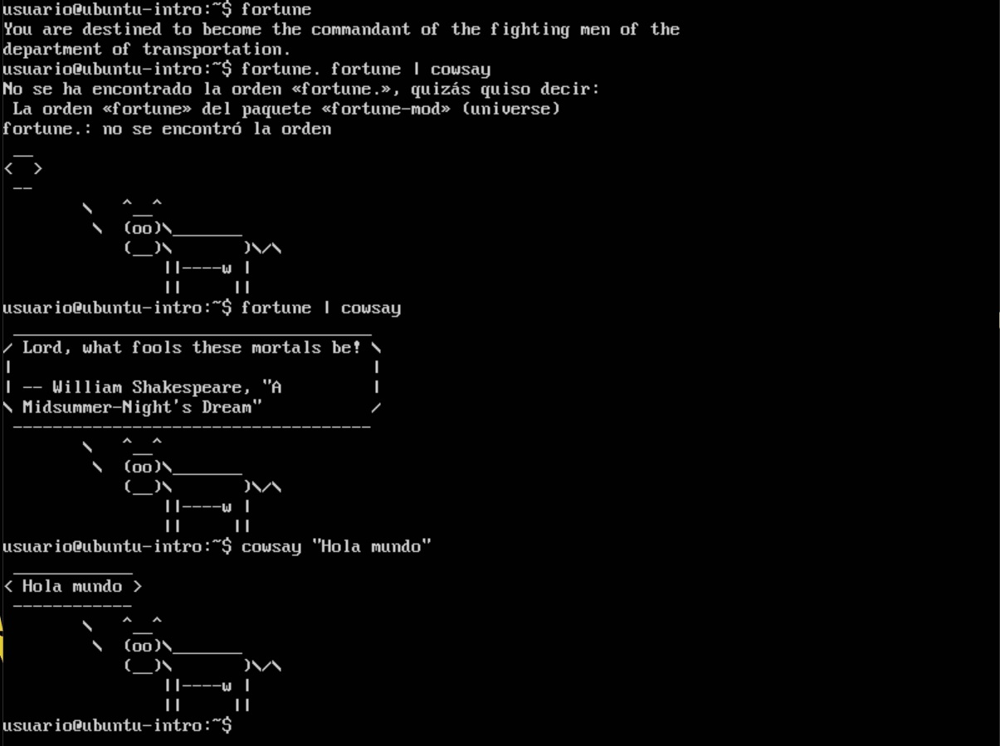 usuario@ubuntu-intro:~$ fortune
You are destined to become the commandant of the fighting men of the
department of transportation.
usuario@ubuntu-intro:~$ fortune. fortune | cowsay
No se ha encontrado la orden «fortune.», quizás quiso decir:
 La orden «fortune» del paquete «fortune-mod» (universe)
fortune.: no se encontró la orden
 __
<  >
 --
        \   ^__^
         \  (oo)\_______
            (__)\       )\/\
                ||----w |
                ||     ||
usuario@ubuntu-intro:~$ fortune | cowsay
 ____________________________________
/ Lord, what fools these mortals be! \
|                                    |
| -- William Shakespeare, "A         |
\ Midsummer-Night's Dream"           /
 ------------------------------------
        \   ^__^
         \  (oo)\_______
            (__)\       )\/\
                ||----w |
                ||     ||
usuario@ubuntu-intro:~$ cowsay "Hola mundo"
 ____________
< Hola mundo >
 ------------
        \   ^__^
         \  (oo)\_______
            (__)\       )\/\
                ||----w |
                ||     ||
usuario@ubuntu-intro:~$